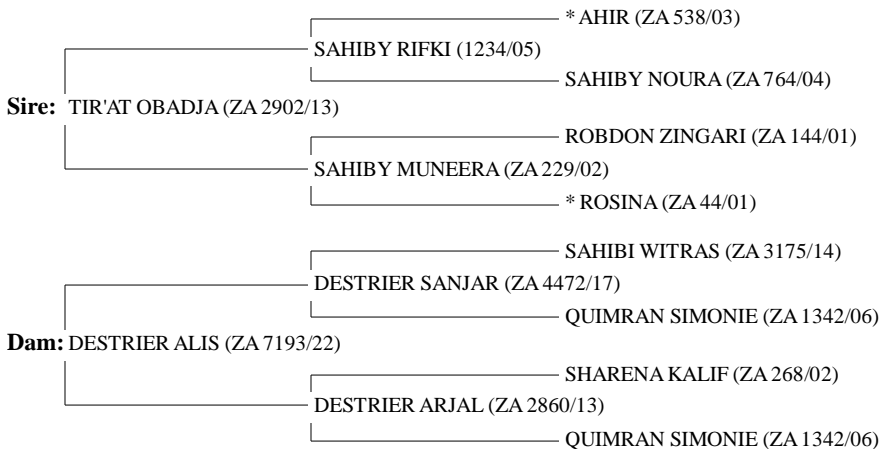 * AHIR (ZA 538/03)
SAHIBY RIFKI (1234/05)
SAHIBY NOURA (ZA 764/04)
Sire: TIR'AT OBADJA (ZA 2902/13)
ROBDON ZINGARI (ZA 144/01)
SAHIBY MUNEERA (ZA 229/02)
* ROSINA (ZA 44/01)
SAHIBI WITRAS (ZA 3175/14)
DESTRIER SANJAR (ZA 4472/17)
QUIMRAN SIMONIE (ZA 1342/06)
Dam: DESTRIER ALIS (ZA 7193/22)
SHARENA KALIF (ZA 268/02)
DESTRIER ARJAL (ZA 2860/13)
QUIMRAN SIMONIE (ZA 1342/06)